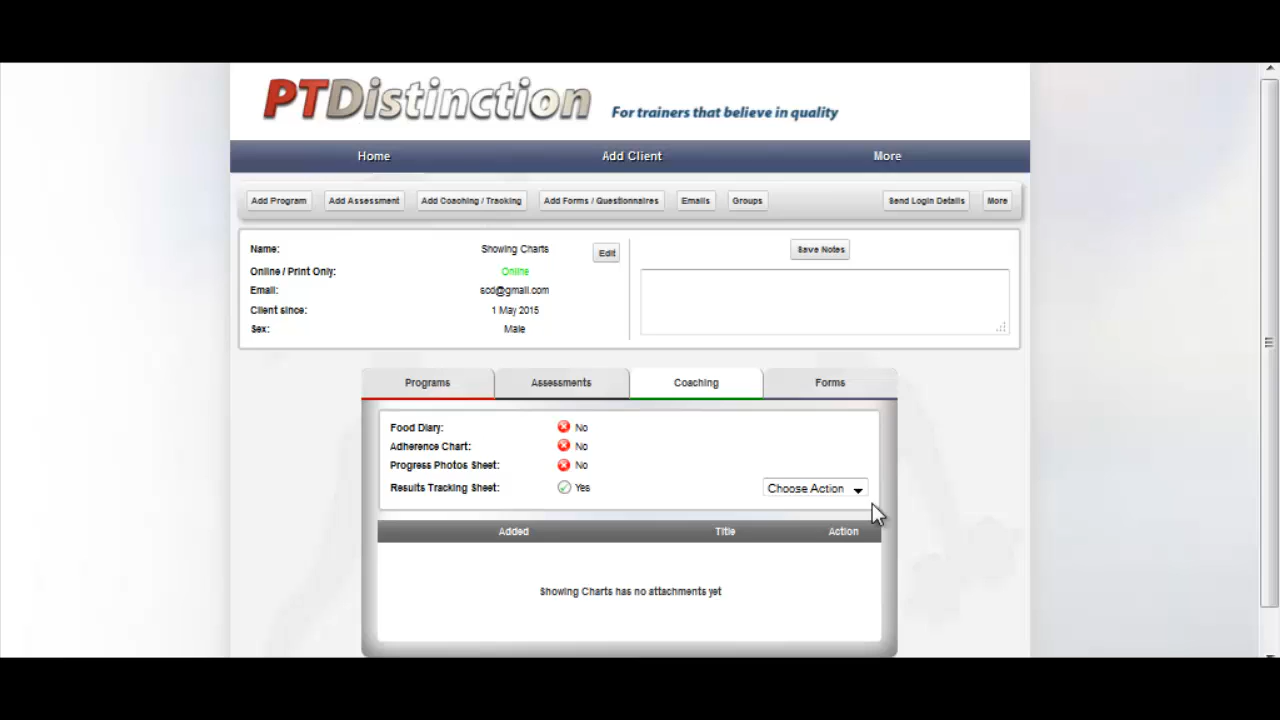 PTDistinction For trainers that believe in quality
Home Add Client More
Add Program Add Assessment Add Coaching / Tracking Add Forms / Questionnaires Emails Groups Send Login Details More
Name: Showing Charts Edit Save Notes
Online / Print Only: Online
Email: scd@gmail.com
Client since: 1 May 2015
Sex: Male
Programs Assessments Coaching Forms
Food Diary: No
Adherence Chart: No
Progress Photos Sheet: No
Results Tracking Sheet: Yes Choose Action
Added Title Action
Showing Charts has no attachments yet